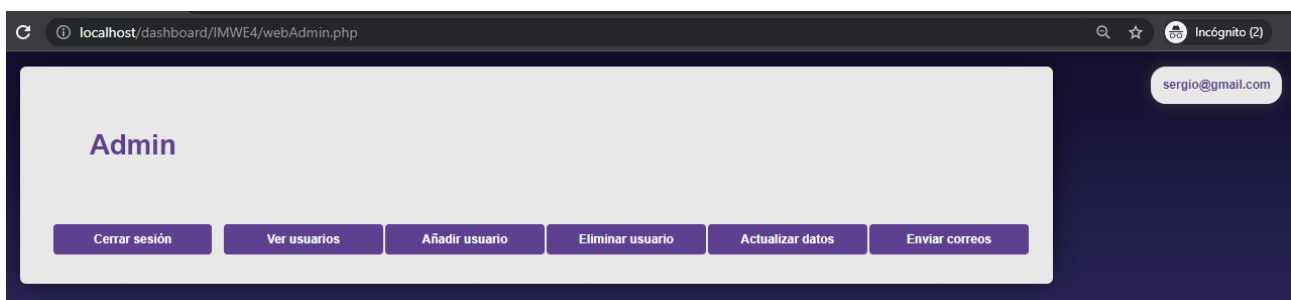 localhost/dashboard/IMWE4/webAdmin.php
Incógnito (2)
sergio@gmail.com
Admin
Cerrar sesión
Ver usuarios
Añadir usuario
Eliminar usuario
Actualizar datos
Enviar correos